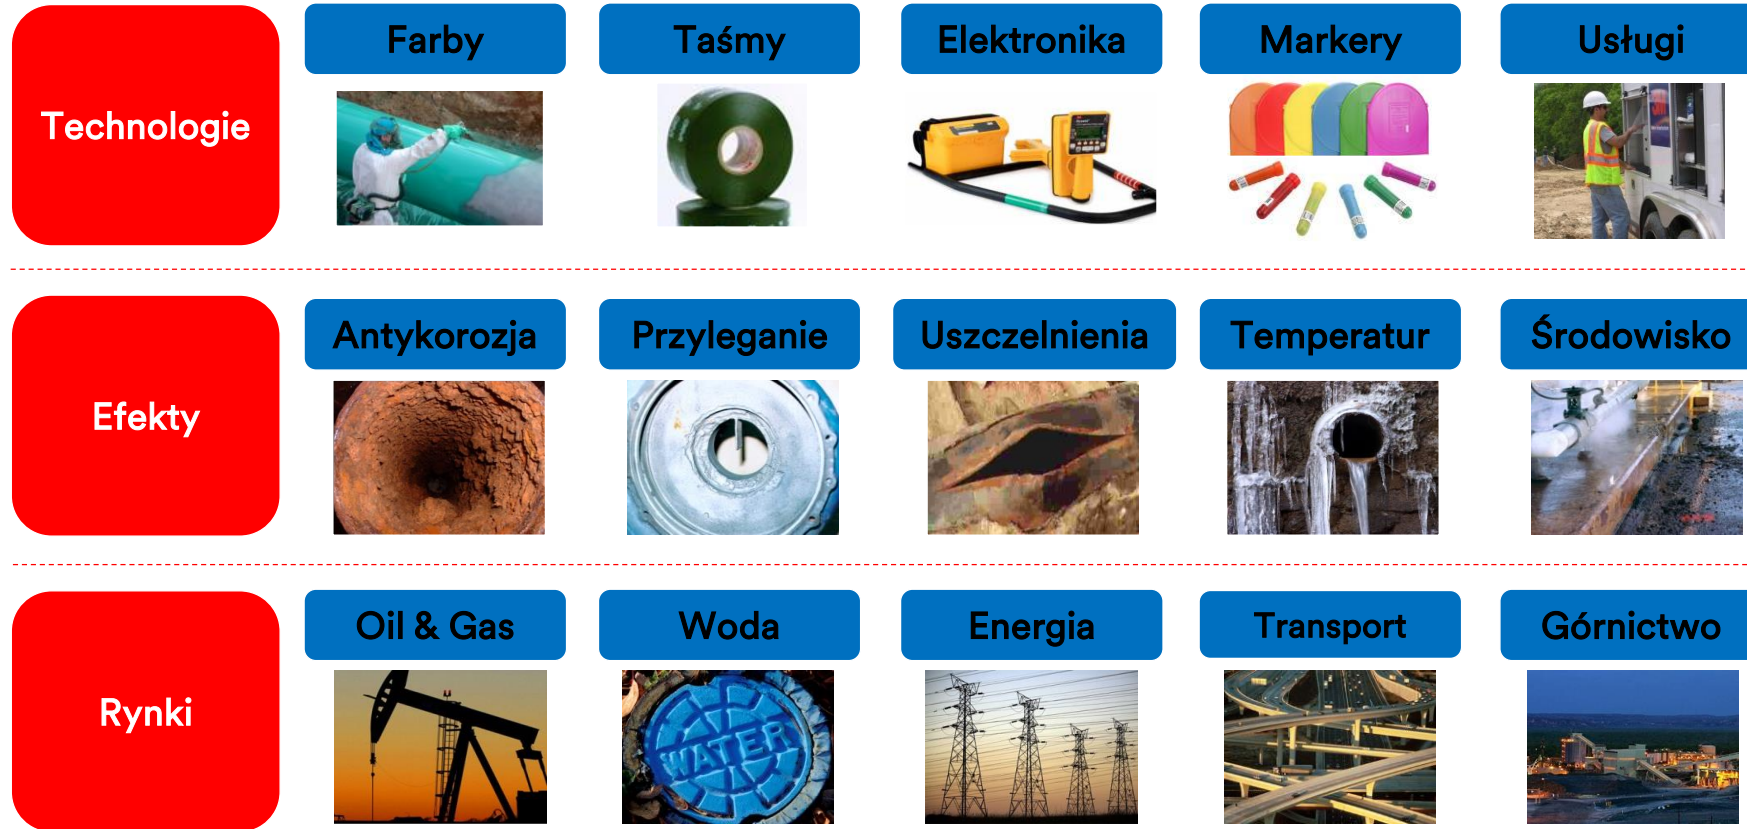 Technologie
Farby
Taśmy
Elektronika
Markery
Usługi
Efekty
Antykorozja
Przyleganie
Uszczelnienia
Temperatur
Środowisko
Rynki
Oil & Gas
Woda
Energia
Transport
Górnictwo
WATER